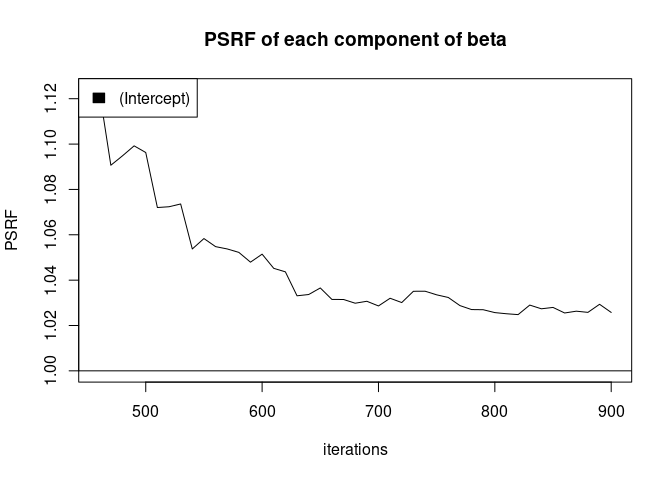 PSRF of each component of beta
(Intercept)
PSRF
1.12
1.10
1.08
1.06
1.04
1.02
1.00
500 600 700 800 900
iterations